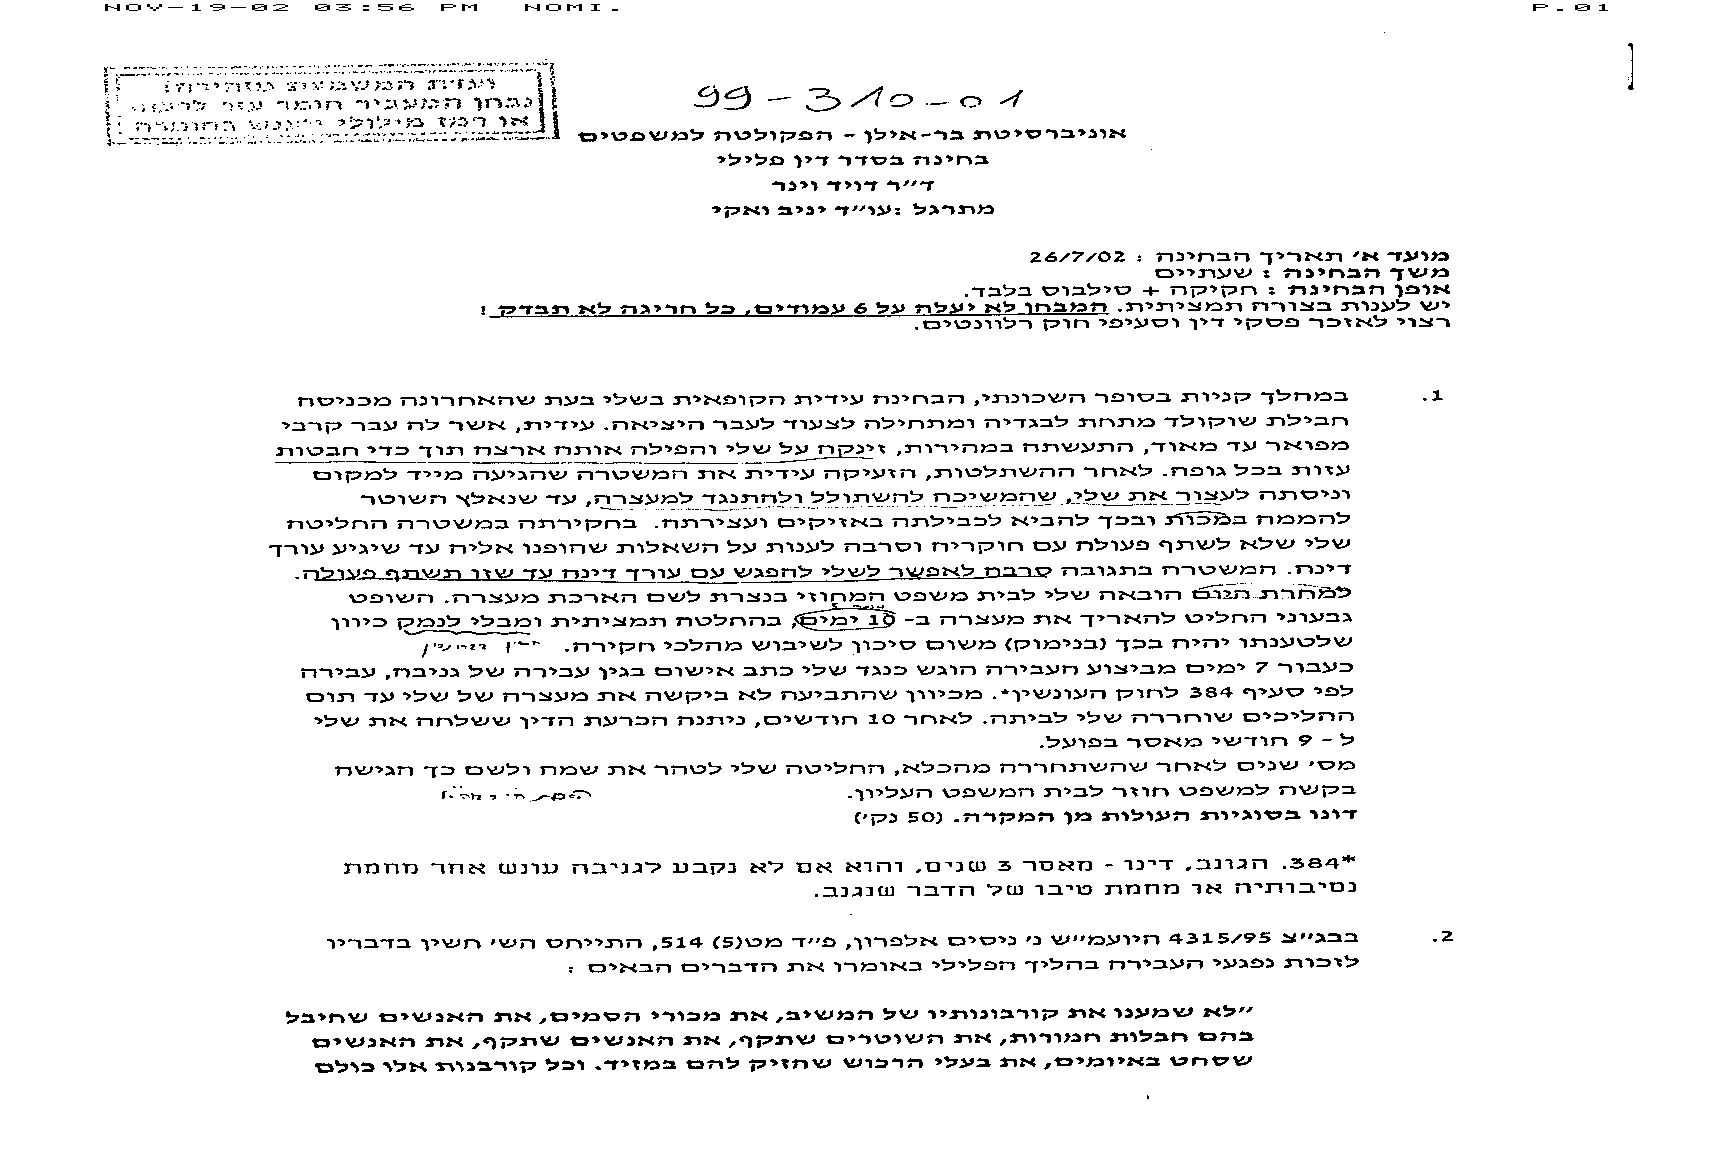 NOV-19-02 03:56 PM NOMI. P.01
נבחן המעביר חומר עזר לרעהו
או רמז מילולי ייענש בחומרה
99-310-01
אוניברסיטת בר-אילן - הפקולטה למשפטים
בחינה בסדר דין פלילי
ד״ר דויד וינר
מתרגל :עו״ד יניב ואקי
מועד א׳ תאריך הבחינה : 26/7/02
משך הבחינה : שעתיים
אופן הבחינה : חקיקה + סילבוס בלבד.
יש לענות בצורה תמציתית. המבחן לא יעלה על 6 עמודים, כל חריגה לא תבדק !
רצוי לאזכר פסקי דין וסעיפי חוק רלוונטים.
1. במהלך קניות בסופר השכונתי, הבחינה עידית הקופאית בשלי בעת שהאחרונה מכניסה
חבילת שוקולד מתחת לבגדיה ומתחילה לצעוד לעבר היציאה. עידית, אשר לה עבר קרבי
מפואר עד מאוד, התעשתה במהירות, זינקה על שלי והפילה אותה ארצה תוך כדי חבטות
עזות בכל גופה. לאחר ההשתלטות, הזעיקה עידית את המשטרה שהגיעה מייד למקום
וניסתה לעצור את שלי, שהמשיכה להשתולל ולהתנגד למעצרה, עד שנאלץ השוטר
להממה במכות ובכך להביא לכבילתה באזיקים ועצירתה. בחקירתה במשטרה החליטה
שלי שלא לשתף פעולה עם חוקריה וסרבה לענות על השאלות שהופנו אליה עד שיגיע עורך
דינה. המשטרה בתגובה סרבה לאפשר לשלי להפגש עם עורך דינה עד שזו תשתף פעולה.
למחרת היום הובאה שלי לבית משפט המחוזי בנצרת לשם הארכת מעצרה. השופט
גבעוני החליט להאריך את מעצרה ב- 10 ימים, בהחלטה תמציתית ומבלי לנמק כיוון
שלטענתו יהיה בכך (בנימוק) משום סיכון לשיבוש מהלכי חקירה.
כעבור 7 ימים מביצוע העבירה הוגש כנגד שלי כתב אישום בגין עבירה של גניבה, עבירה
לפי סעיף 384 לחוק העונשין*. מכיוון שהתביעה לא ביקשה את מעצרה של שלי עד תום
ההליכים שוחררה שלי לביתה. לאחר 10 חודשים, ניתנה הכרעת הדין ששלחה את שלי
ל - 9 חודשי מאסר בפועל.
מס׳ שנים לאחר שהשתחררה מהכלא, החליטה שלי לטהר את שמה ולשם כך הגישה
בקשה למשפט חוזר לבית המשפט העליון.
דונו בסוגיות העולות מן המקרה. (50 נק׳)
*384. הגונב, דינו - מאסר 3 שנים, והוא אם לא נקבע לגניבה עונש אחר מחמת
נסיבותיה או מחמת טיבו של הדבר שנגנב.
2. בבג״צ 4315/95 היועמ״ש נ׳ ניסים אלפרון, פ״ד מט(5) 514, התייחס הש׳ חשין בדבריו
לזכות נפגעי העבירה בהליך הפלילי באומרו את הדברים הבאים :
״לא שמענו את קורבנותיו של המשיב, את מכורי הסמים, את האנשים שחיבל
בהם חבלות חמורות, את השוטרים שתקף, את האנשים שתקף, את האנשים
שסחט באיומים, את בעלי הרכוש שהזיק להם במזיד. וכל קורבנות אלו כולם